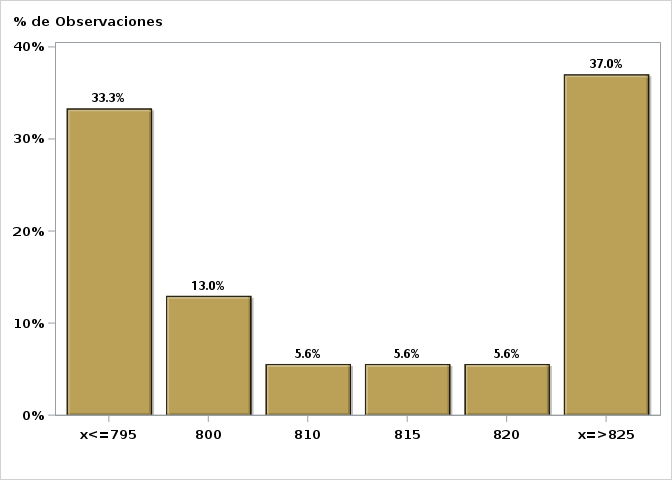 % de Observaciones
40%
37.0%
33.3%
30%
20%
13.0%
10%
5.6% 5.6% 5.6%
0%
x<=795 800 810 815 820 x=>825